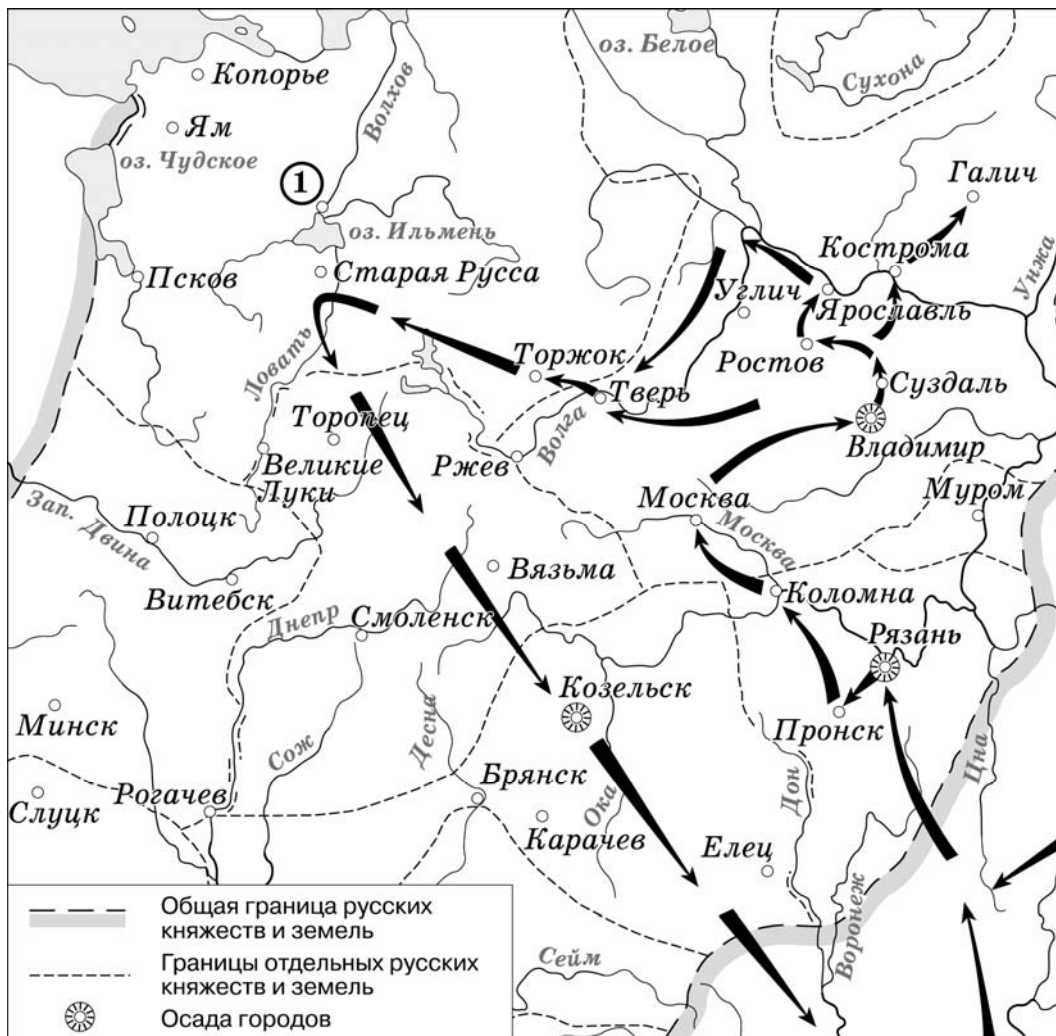 оз. Белое
Сухона
Копорье
Волхов
Ям
оз. Чудское
1
Галич
оз. Ильмень
Кострома
Унжа
Псков
Старая Русса
Углич
Ярославль
Ловать
Торжок
Ростов
Тверь
Суздаль
Торопец
Волга
Владимир
Великие
Луки
Ржев
Москва
Муром
Зап. Двина
Полоцк
Москва
Витебск
Вязьма
Коломна
Днепр
Смоленск
Рязань
Козельск
Минск
Десна
Пронск
Сож
Цна
Слуцк
Рогачев
Брянск
Ока
Дон
Карачев
Елец
Воронеж
Сейм
Общая граница русских
княжеств и земель
Границы отдельных русских
княжеств и земель
Осада городов